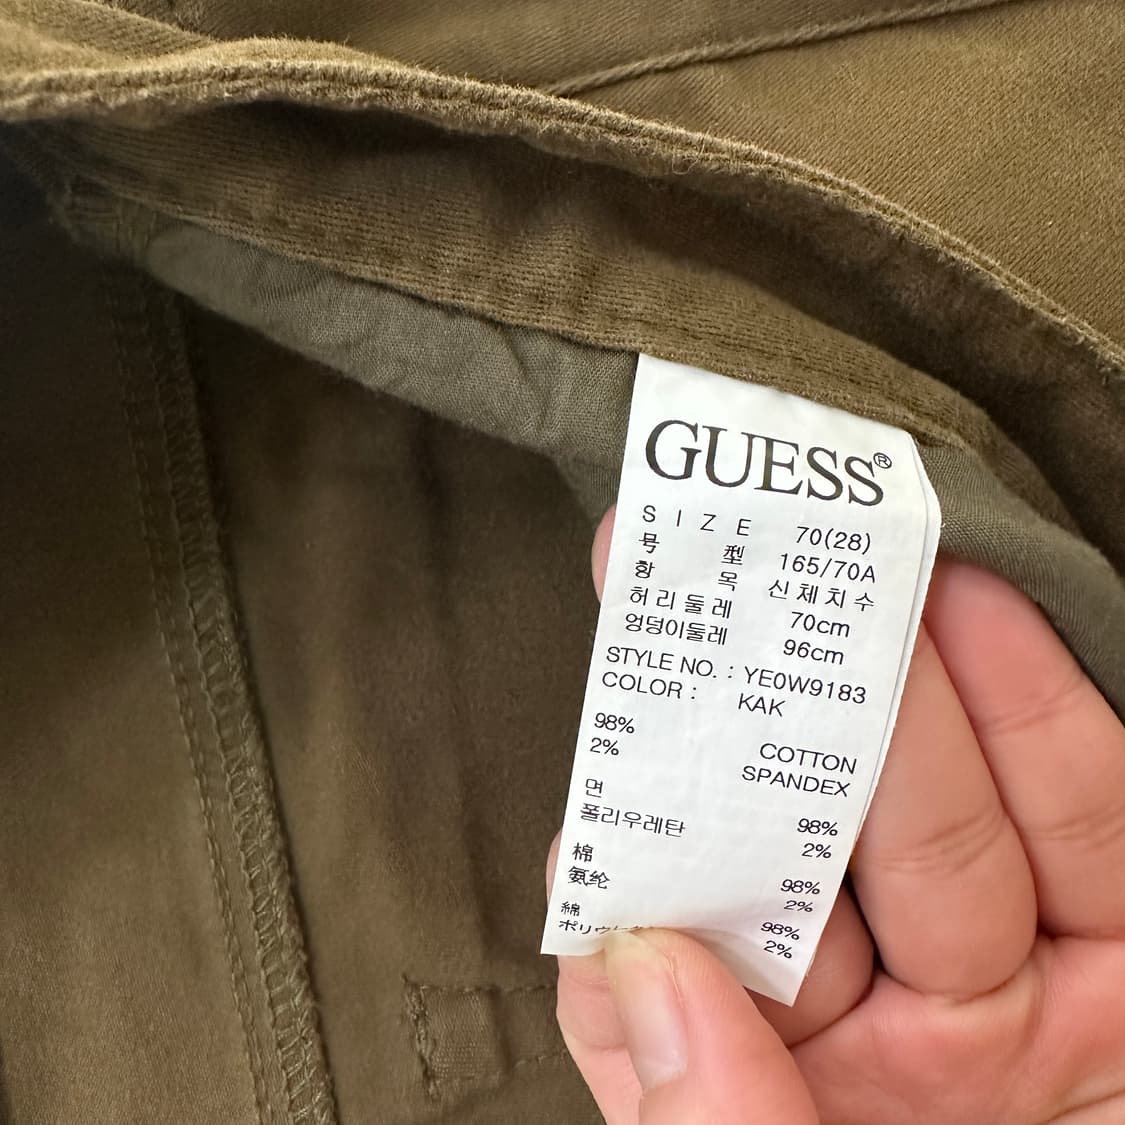 GUESS®
SIZE 70(28)
号型 165/70A
항목 신체치수
허리둘레 70cm
엉덩이둘레 96cm
STYLE NO. : YE0W9183
COLOR : KAK
98% COTTON
2% SPANDEX
면 98%
폴리우레탄 2%
棉 98%
氨纶 2%
綿 98%
2%